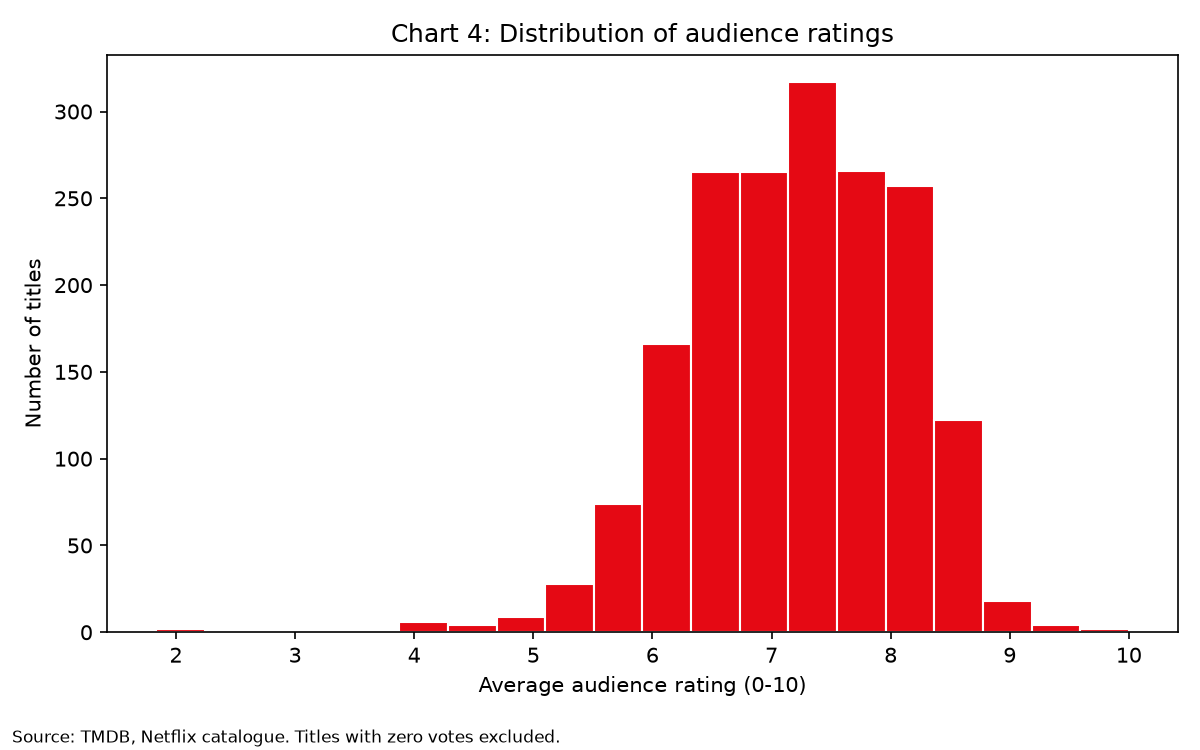 Chart 4: Distribution of audience ratings
Number of titles
300
250
200
150
100
50
0
2 3 4 5 6 7 8 9 10
Average audience rating (0-10)
Source: TMDB, Netflix catalogue. Titles with zero votes excluded.